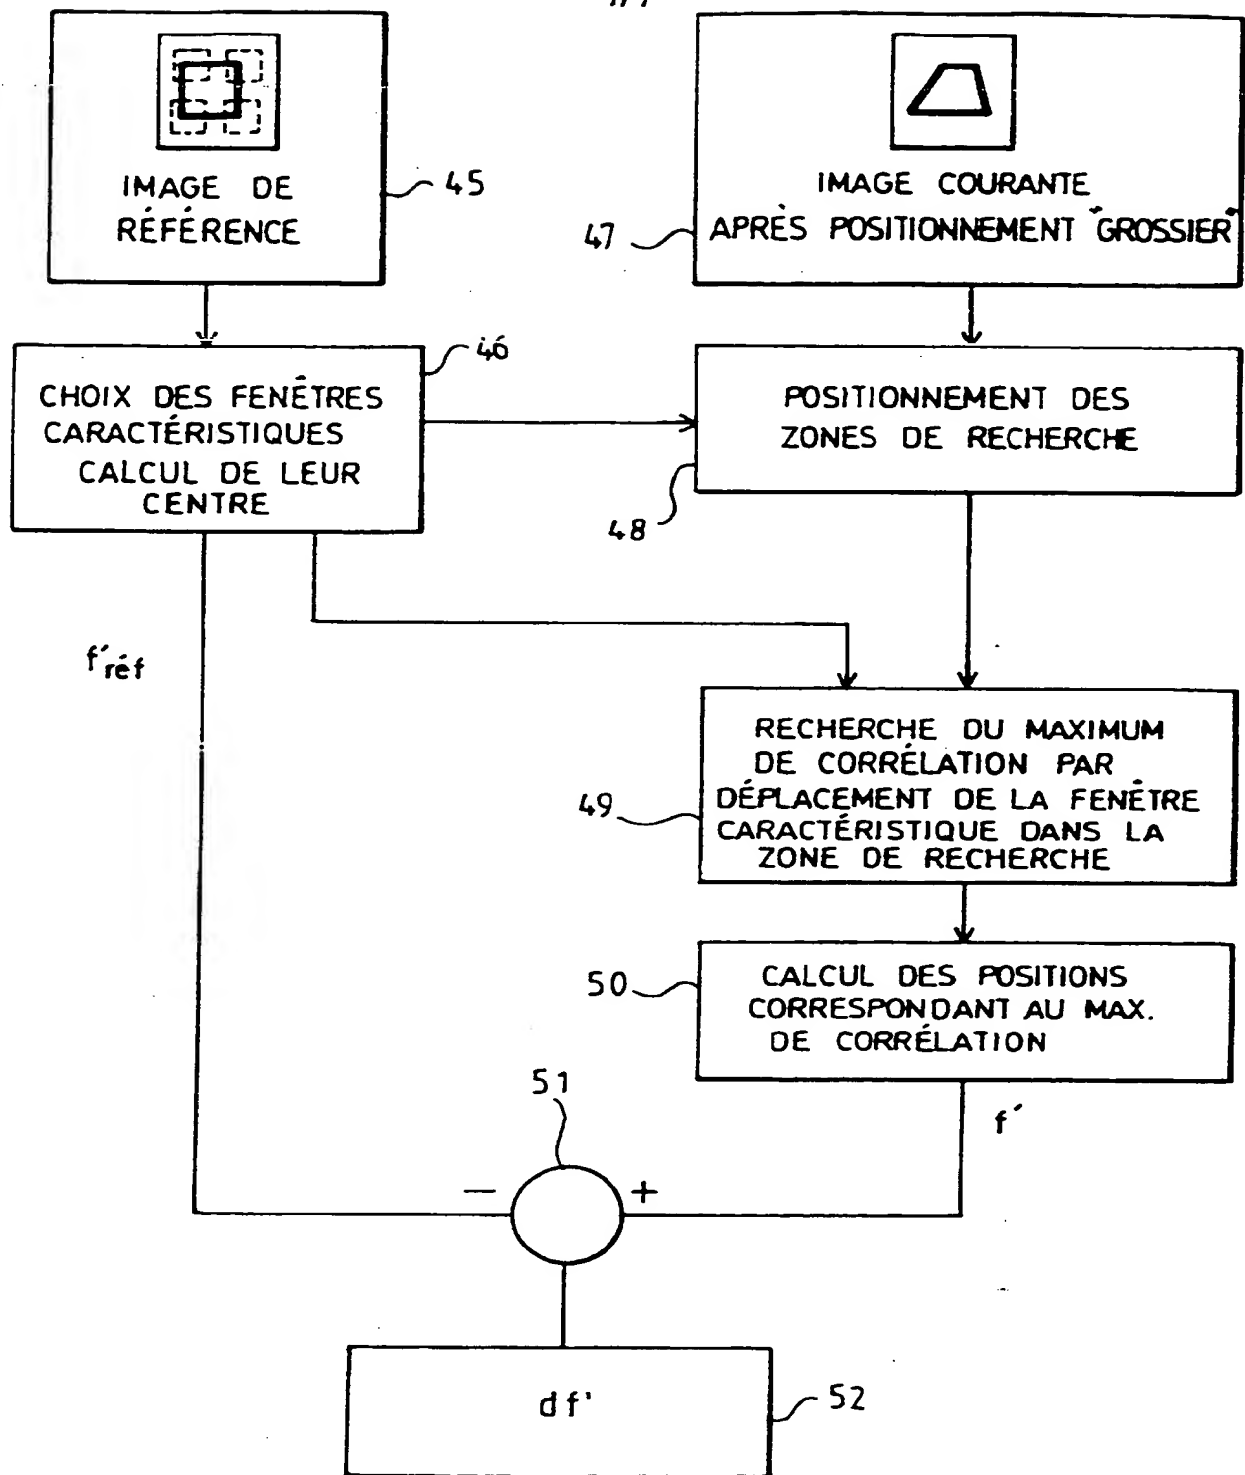 IMAGE DE
RÉFÉRENCE
45
IMAGE COURANTE
APRÈS POSITIONNEMENT "GROSSIER"
47
46
CHOIX DES FENÊTRES
CARACTÉRISTIQUES
CALCUL DE LEUR
CENTRE
POSITIONNEMENT DES
ZONES DE RECHERCHE
48
f'réf
RECHERCHE DU MAXIMUM
DE CORRÉLATION PAR
DÉPLACEMENT DE LA FENÊTRE
CARACTÉRISTIQUE DANS LA
ZONE DE RECHERCHE
49
CALCUL DES POSITIONS
CORRESPONDANT AU MAX.
DE CORRÉLATION
50
51
f'
− +
df'
52